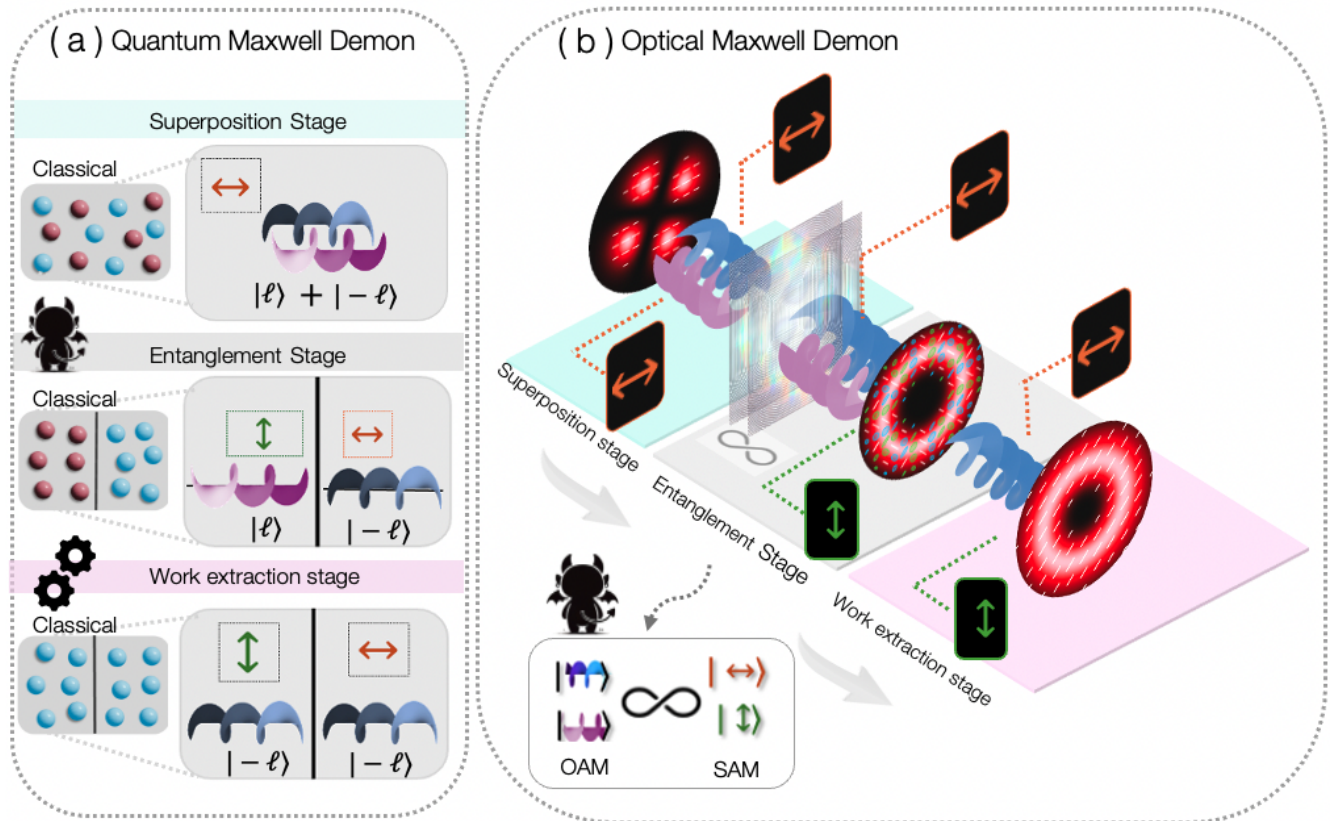 ( a ) Quantum Maxwell Demon
Superposition Stage
Classical
|ℓ⟩ + | − ℓ⟩
Entanglement Stage
Classical
|ℓ⟩
| − ℓ⟩
Work extraction stage
Classical
| − ℓ⟩
| − ℓ⟩
( b ) Optical Maxwell Demon
Superposition stage
Entanglement Stage
Work extraction stage
OAM
SAM